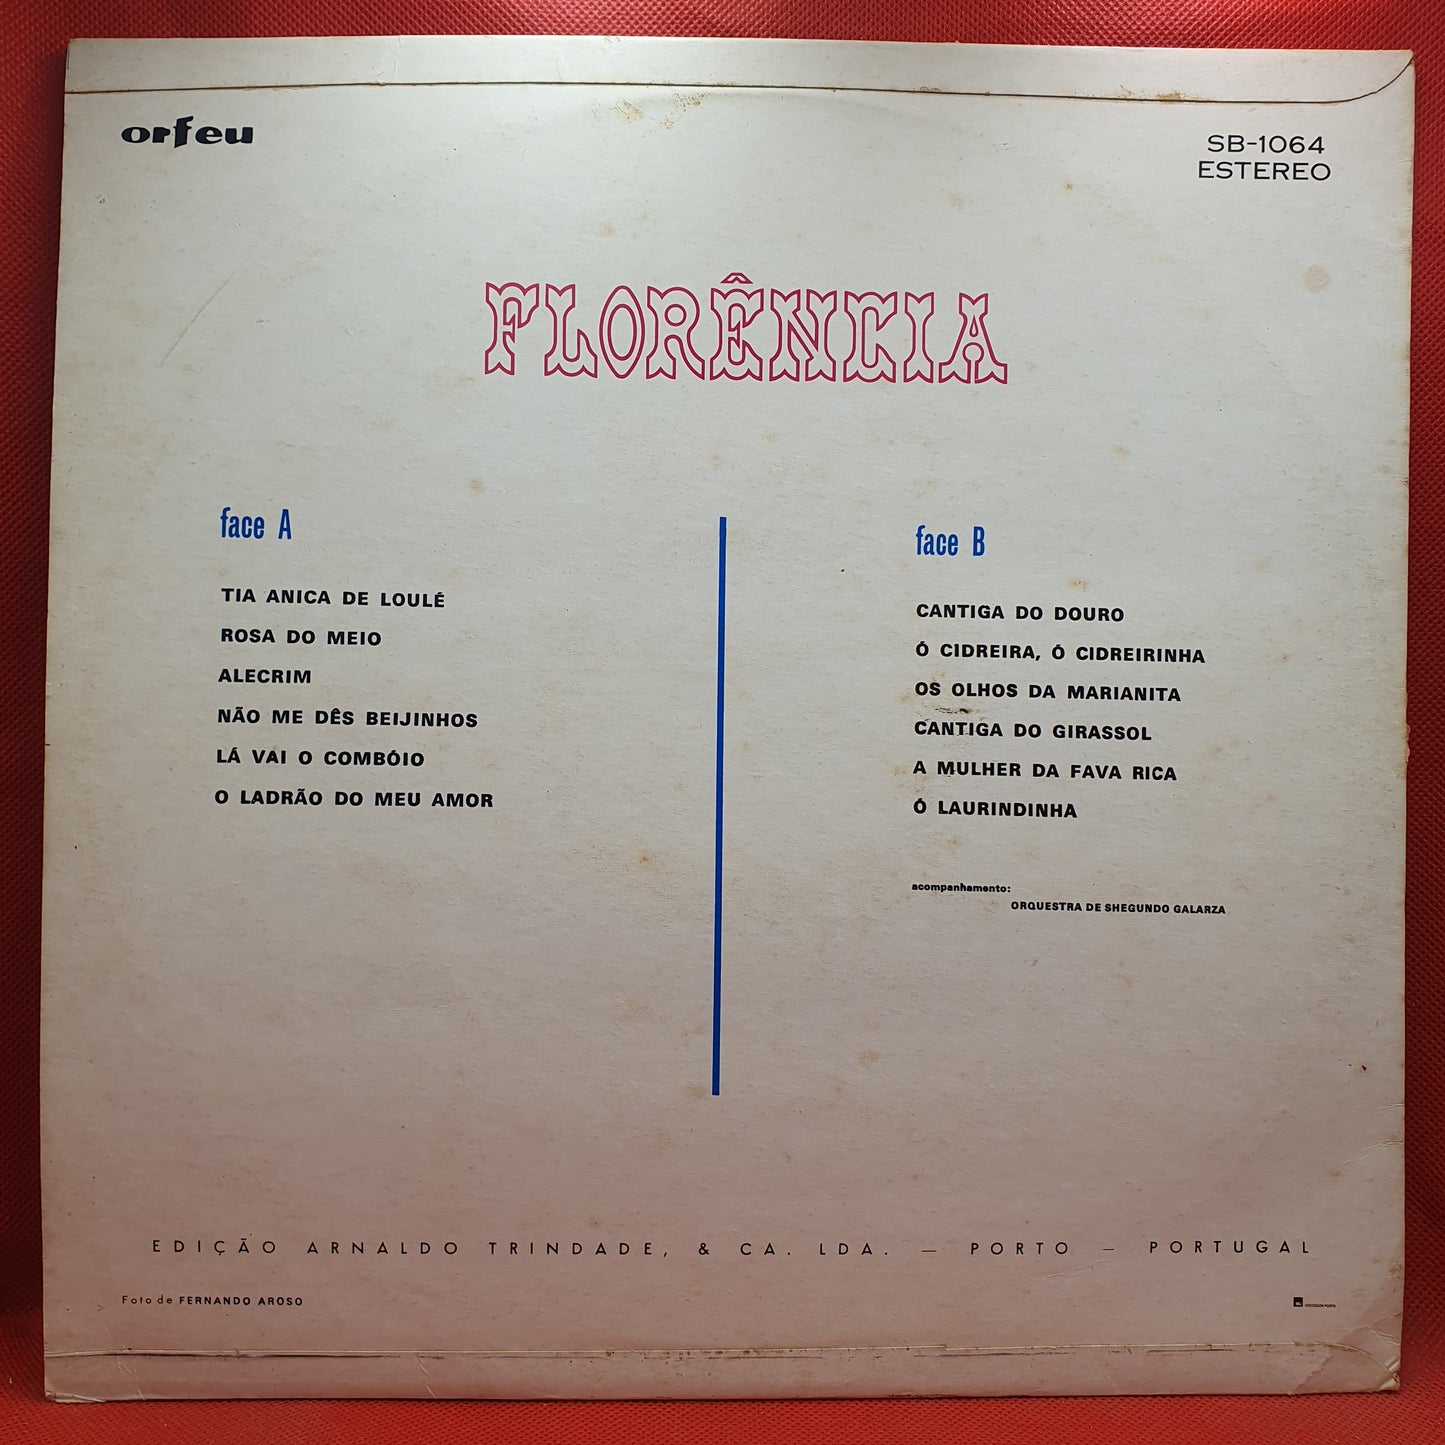 orfeu
SB-1064
ESTEREO
FLORÊNCIA
face A
TIA ANICA DE LOULÉ
ROSA DO MEIO
ALECRIM
NÃO ME DÊS BEIJINHOS
LÁ VAI O COMBÓIO
O LADRÃO DO MEU AMOR
face B
CANTIGA DO DOURO
Ó CIDREIRA, Ó CIDREIRINHA
OS OLHOS DA MARIANITA
CANTIGA DO GIRASSOL
A MULHER DA FAVA RICA
Ó LAURINDINHA
acompanhamento:
ORQUESTRA DE SHEGUNDO GALARZA
EDIÇÃO ARNALDO TRINDADE, & CA. LDA. — PORTO — PORTUGAL
Foto de FERNANDO AROSO